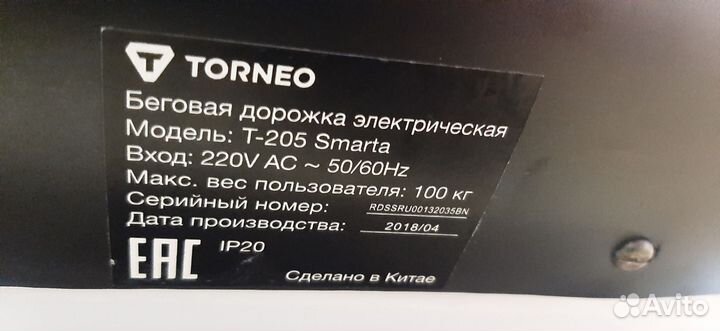 TORNEO
Беговая дорожка электрическая
Модель: T-205 Smarta
Вход: 220V AC ~ 50/60Hz
Макс. вес пользователя: 100 кг
Серийный номер: RDSSRU00132035BN
Дата производства: 2018/04
EAC IP20
Сделано в Китае
Avito